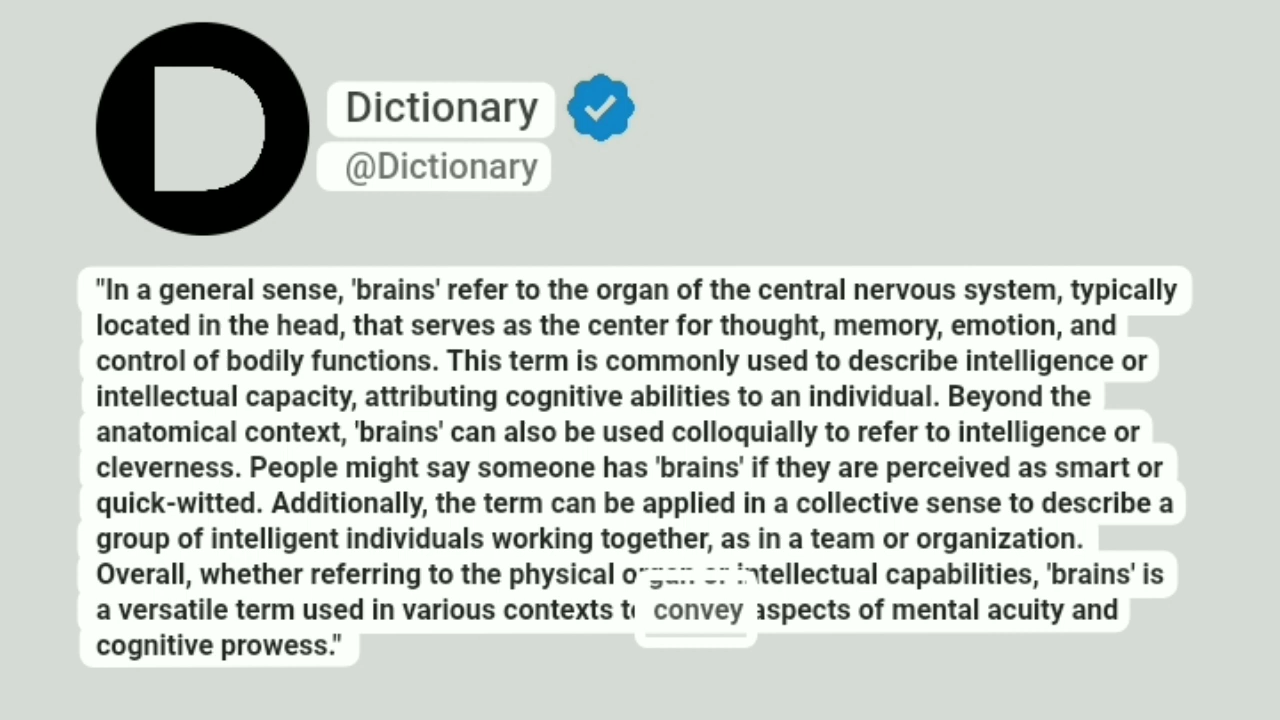 D
Dictionary
@Dictionary
"In a general sense, 'brains' refer to the organ of the central nervous system, typically
located in the head, that serves as the center for thought, memory, emotion, and
control of bodily functions. This term is commonly used to describe intelligence or
intellectual capacity, attributing cognitive abilities to an individual. Beyond the
anatomical context, 'brains' can also be used colloquially to refer to intelligence or
cleverness. People might say someone has 'brains' if they are perceived as smart or
quick-witted. Additionally, the term can be applied in a collective sense to describe a
group of intelligent individuals working together, as in a team or organization.
Overall, whether referring to the physical organ or intellectual capabilities, 'brains' is
a versatile term used in various contexts to convey aspects of mental acuity and
cognitive prowess."